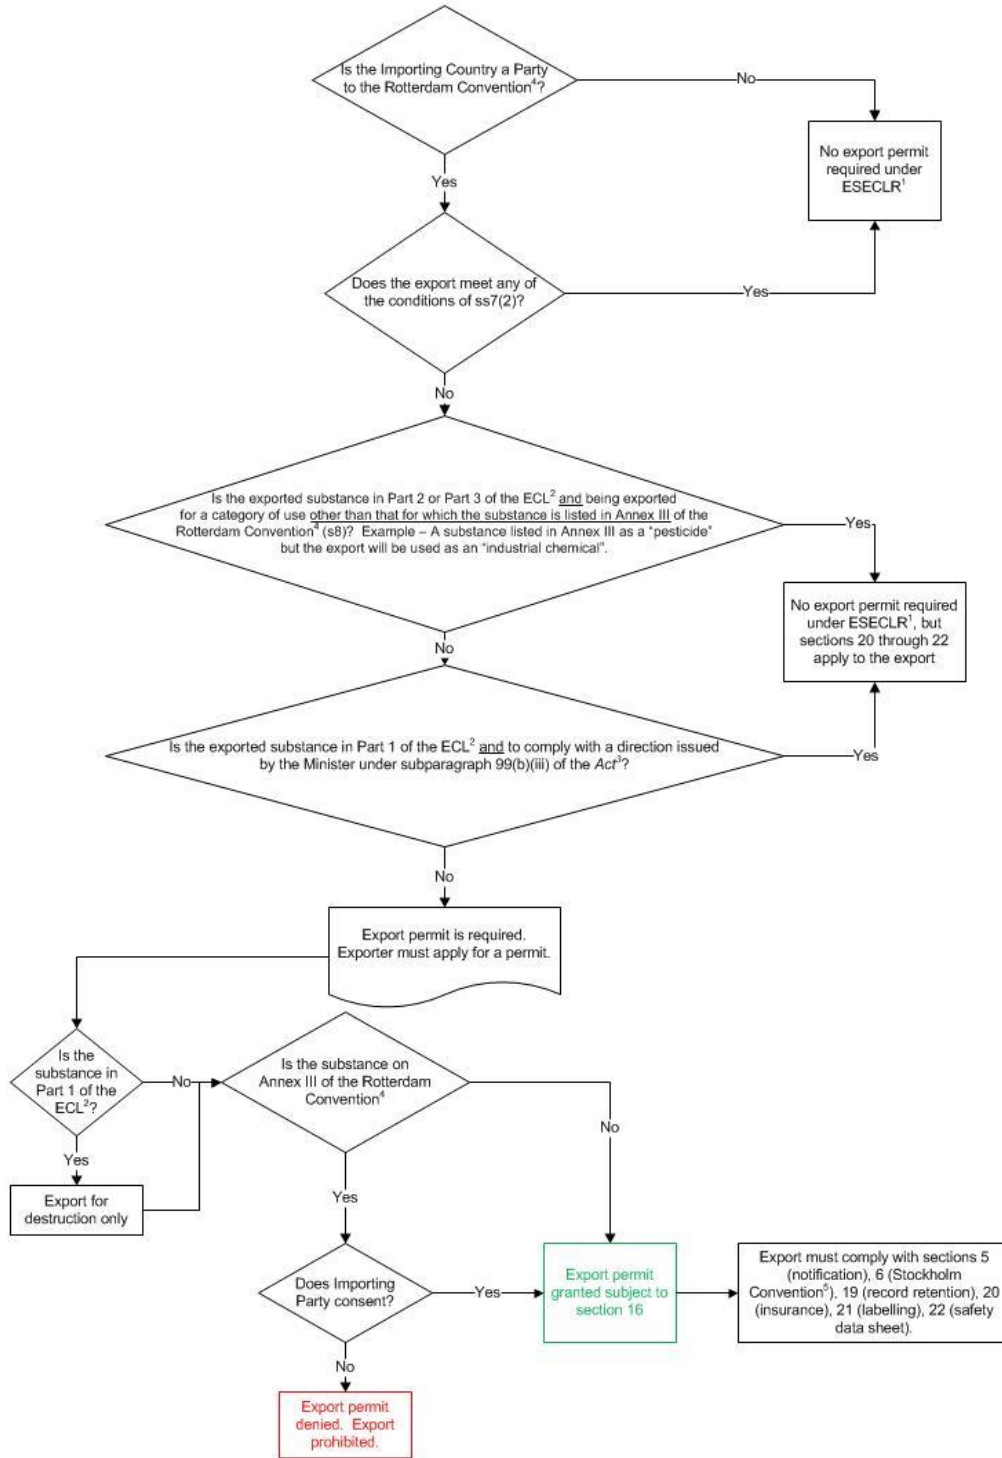 Is the Importing Country a Party
to the Rotterdam Convention⁴?
No
No export permit
required under
ESECLR¹
Yes
Does the export meet any of
the conditions of ss7(2)?
Yes
No
Is the exported substance in Part 2 or Part 3 of the ECL² and being exported
for a category of use other than that for which the substance is listed in Annex III of the
Rotterdam Convention⁴ (s8)? Example – A substance listed in Annex III as a "pesticide"
but the export will be used as an "industrial chemical".
Yes
No export permit required
under ESECLR¹, but
sections 20 through 22
apply to the export
No
Is the exported substance in Part 1 of the ECL² and to comply with a direction issued
by the Minister under subparagraph 99(b)(iii) of the Act³?
Yes
No
Export permit is required.
Exporter must apply for a permit.
Is the
substance in
Part 1 of the
ECL²?
No
Is the substance on
Annex III of the Rotterdam
Convention⁴
No
Yes
Export for
destruction only
Yes
Does Importing
Party consent?
Yes
Export permit
granted subject to
section 16
Export must comply with sections 5
(notification), 6 (Stockholm
Convention⁵), 19 (record retention), 20
(insurance), 21 (labelling), 22 (safety
data sheet).
No
Export permit
denied. Export
prohibited.